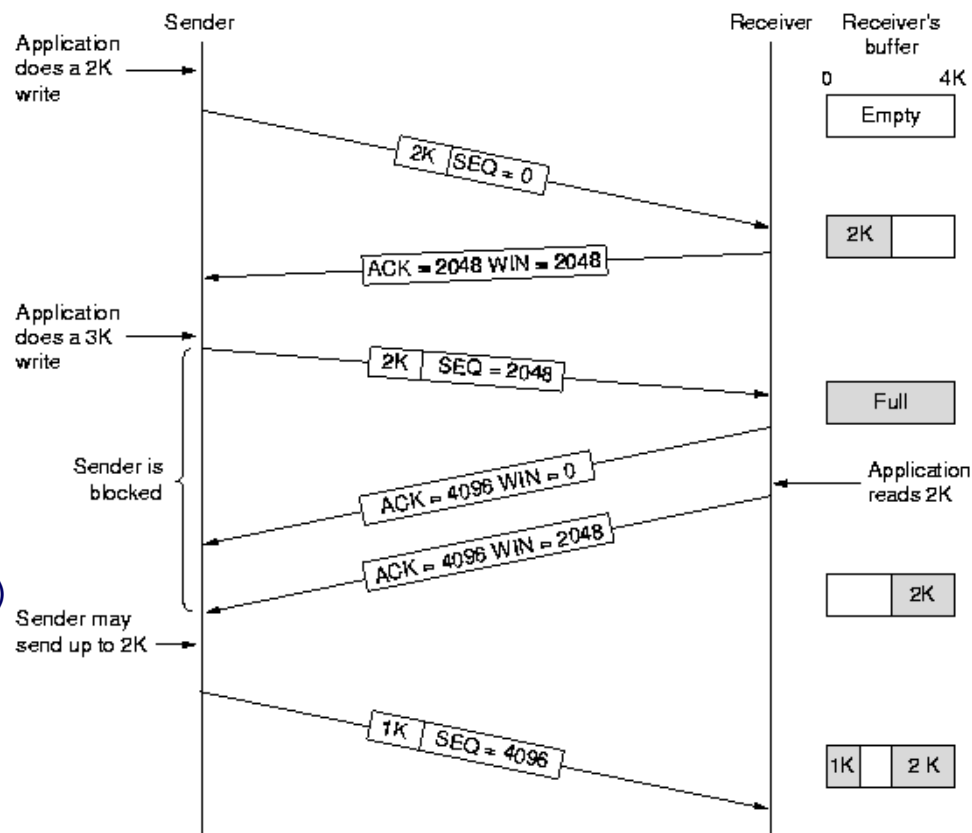 Sender
Receiver
Receiver's
buffer
Application
does a 2K
write
0 4K
Empty
2K SEQ = 0
2K
ACK = 2048 WIN = 2048
Application
does a 3K
write
2K SEQ = 2048
Full
Sender is
blocked
ACK = 4096 WIN = 0
Application
reads 2K
ACK = 4096 WIN = 2048
2K
)
Sender may
send up to 2K
1K SEQ = 4096
1K 2 K